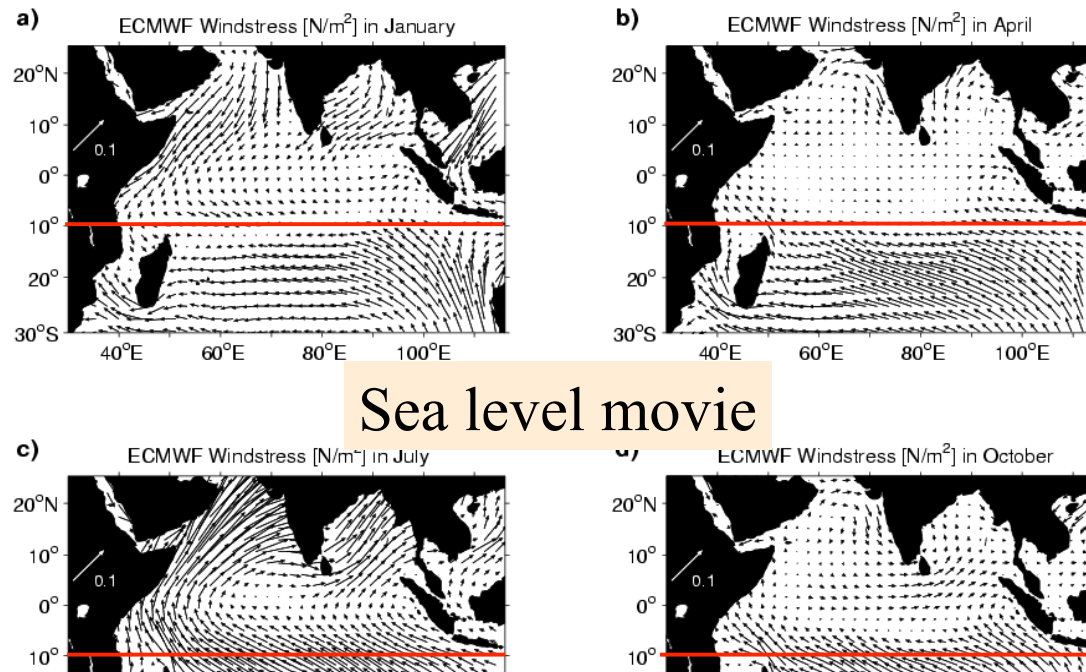 a) ECMWF Windstress [N/m²] in January
20°N
10°
0°
10°
20°
30°S
0.1
40°E 60°E 80°E 100°E
b) ECMWF Windstress [N/m²] in April
20°N
10°
0°
10°
20°
30°S
0.1
40°E 60°E 80°E 100°E
Sea level movie
c) ECMWF Windstress [N/m²] in July
20°N
10°
0°
10°
0.1
d) ECMWF Windstress [N/m²] in October
20°N
10°
0°
10°
0.1